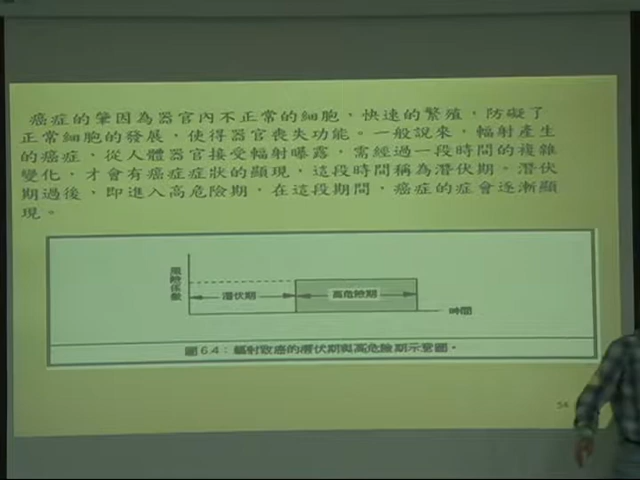 癌症的肇因為器官內不正常的細胞，快速的繁殖，防礙了
正常細胞的發展，使得器官喪失功能。一般說來，輻射產生
的癌症，從人體器官接受輻射曝露，需經過一段時間的複雜
變化，才會有癌症症狀的顯現，這段時間稱為潛伏期。潛伏
期過後，即進入高危險期，在這段期間，癌症的症會逐漸顯
現。
風險係數
潛伏期
高危險期
時間
圖6.4：輻射致癌的潛伏期與高危險期示意圖。
54